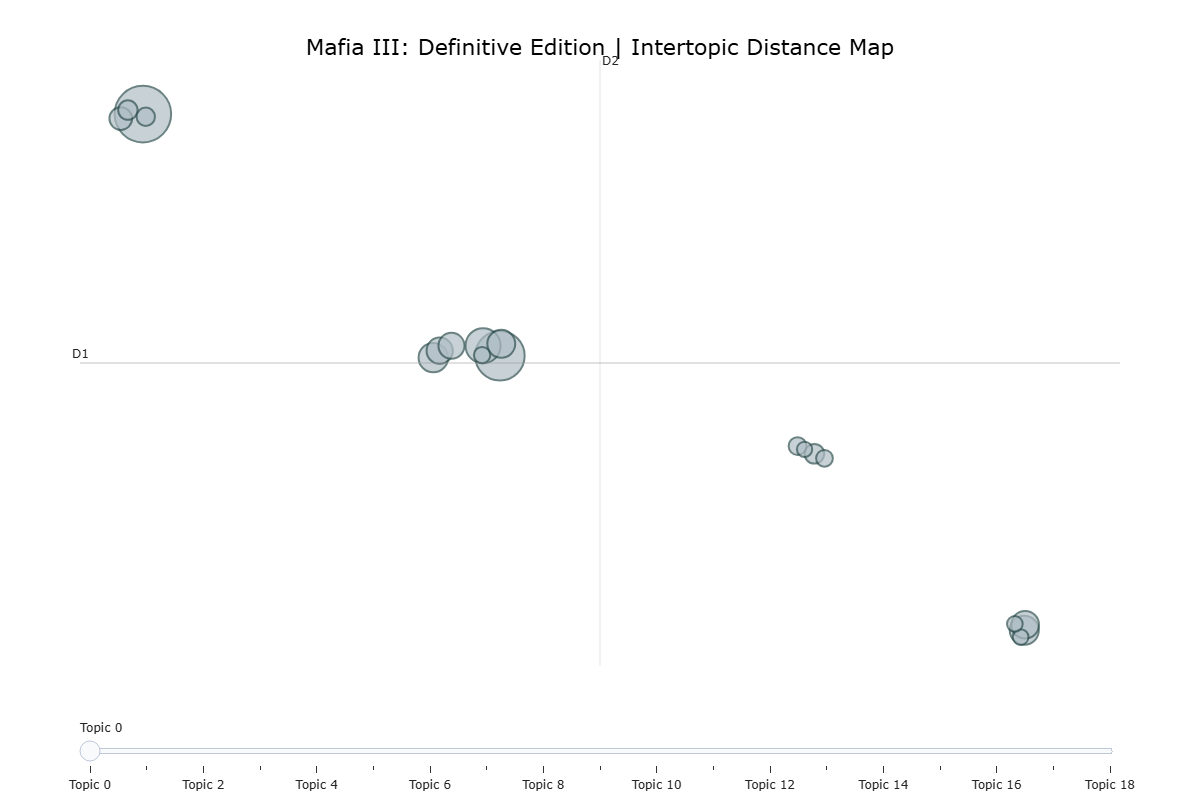 Mafia III: Definitive Edition | Intertopic Distance Map
D2
D1
Topic 0
Topic 0 Topic 2 Topic 4 Topic 6 Topic 8 Topic 10 Topic 12 Topic 14 Topic 16 Topic 18